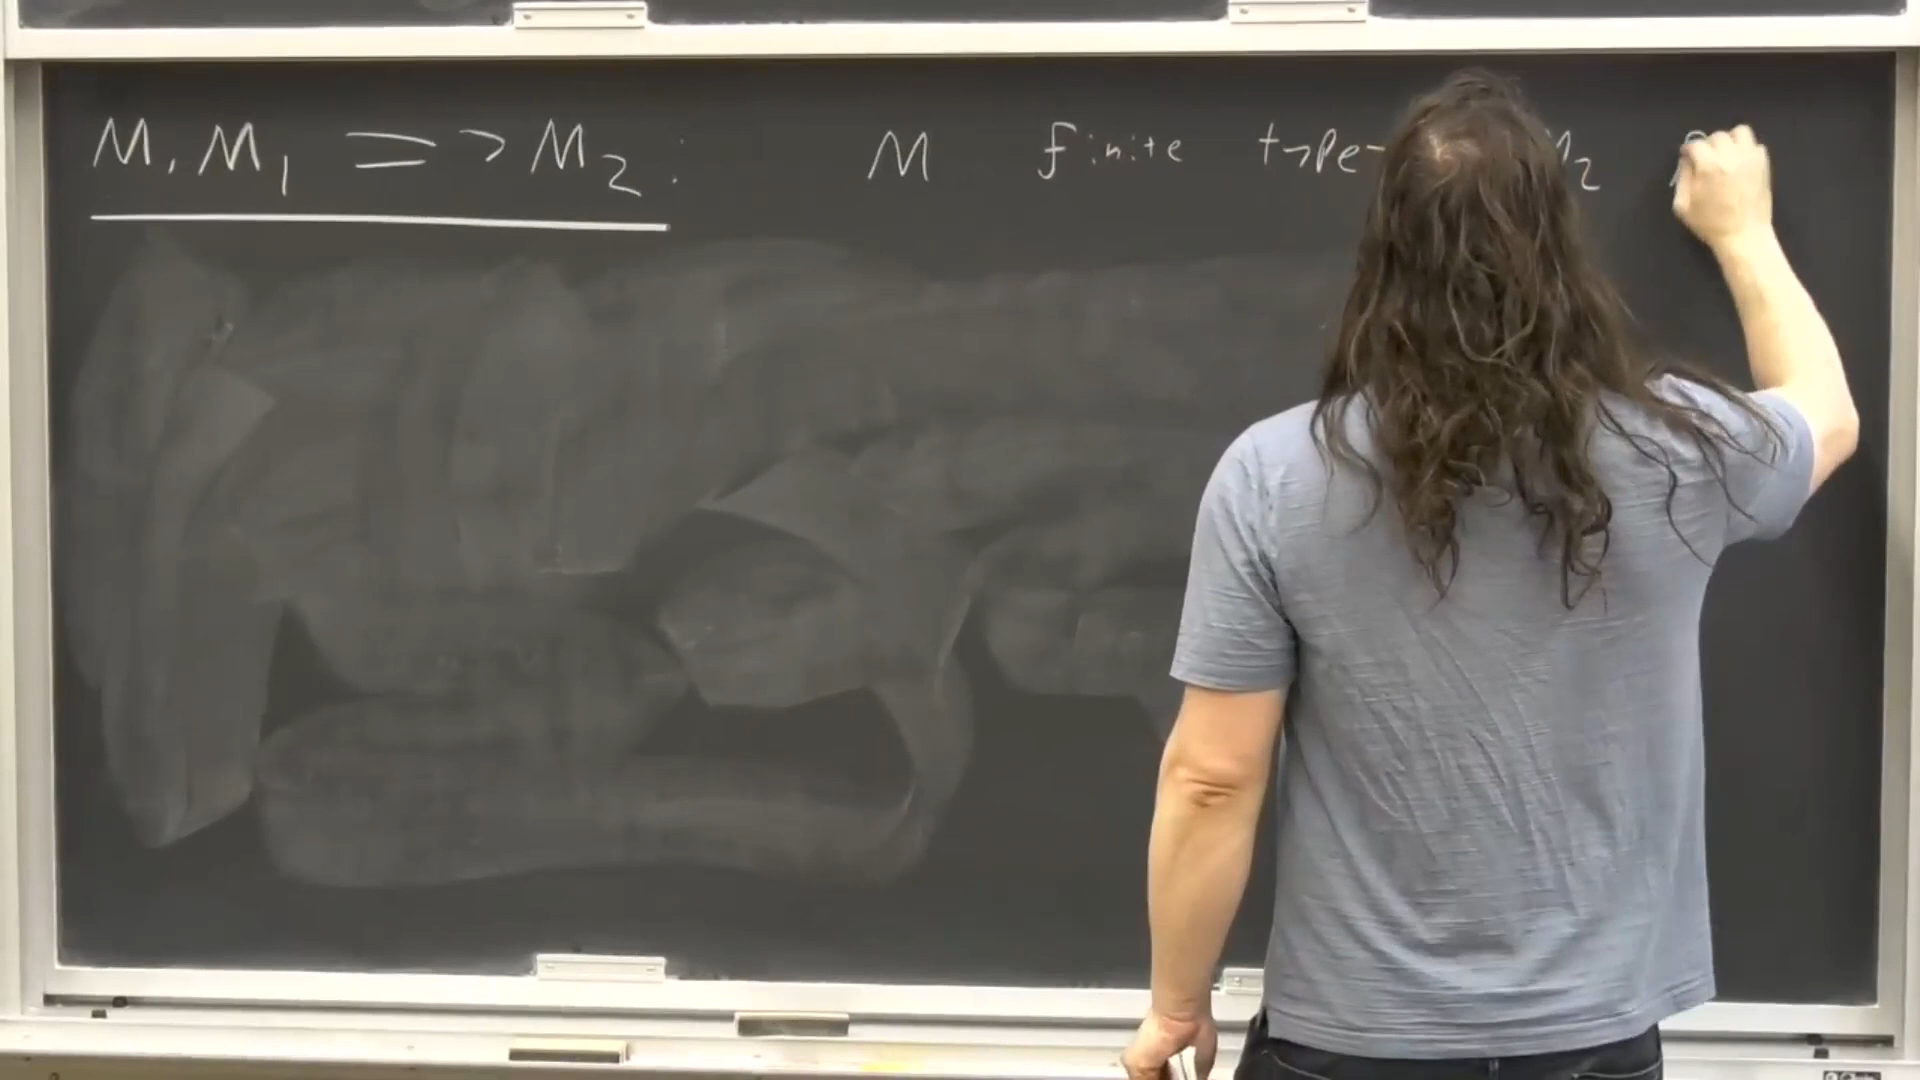 M, M₁ => M₂: M finite type M₂